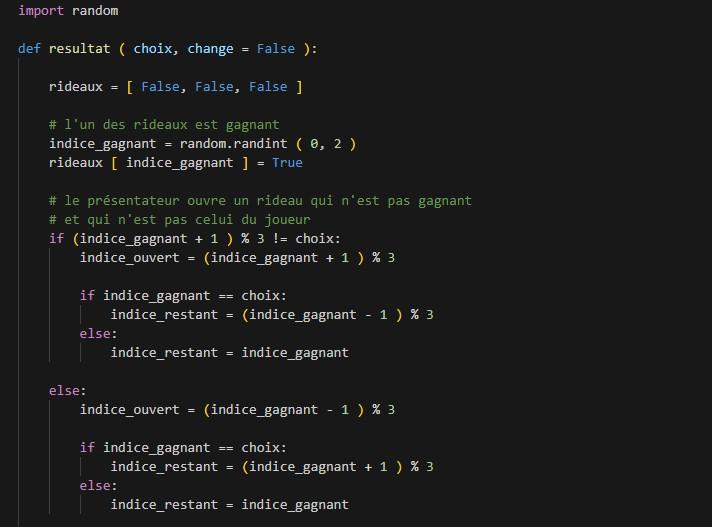 import random
def resultat ( choix, change = False ):
rideaux = [ False, False, False ]
# l'un des rideaux est gagnant
indice_gagnant = random.randint ( 0, 2 )
rideaux [ indice_gagnant ] = True
# le présentateur ouvre un rideau qui n'est pas gagnant
# et qui n'est pas celui du joueur
if (indice_gagnant + 1 ) % 3 != choix:
indice_ouvert = (indice_gagnant + 1 ) % 3
if indice_gagnant == choix:
indice_restant = (indice_gagnant - 1 ) % 3
else:
indice_restant = indice_gagnant
else:
indice_ouvert = (indice_gagnant - 1 ) % 3
if indice_gagnant == choix:
indice_restant = (indice_gagnant + 1 ) % 3
else:
indice_restant = indice_gagnant